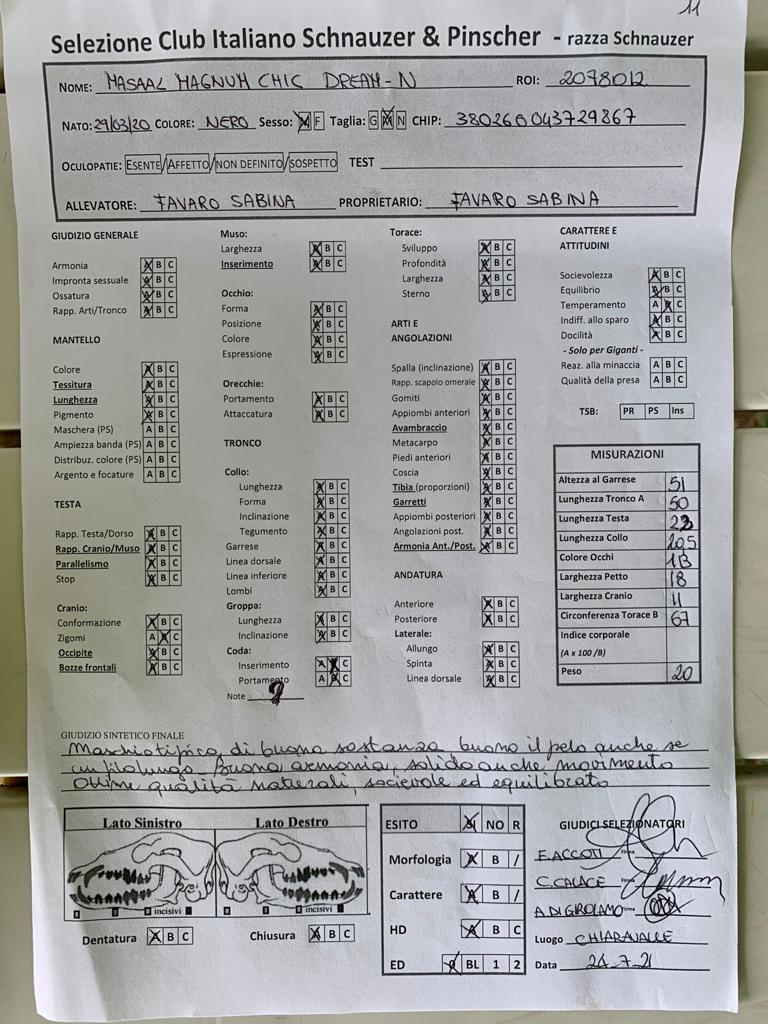 11
Selezione Club Italiano Schnauzer & Pinscher - razza Schnauzer
NOME: MASAAL MAGNUM CHIC DREAM-N ROI: 2078012
NATO: 29/03/20 COLORE: NERO Sesso: M F Taglia: G M N CHIP: 380260043729867
OCULOPATIE: ESENTE/AFFETTO/NON DEFINITO/SOSPETTO TEST
ALLEVATORE: FAVARO SABINA PROPRIETARIO: FAVARO SABINA
GIUDIZIO GENERALE
Armonia A B C
Impronta sessuale A B C
Ossatura A B C
Rapp. Arti/Tronco A B C
MANTELLO
Colore A B C
Tessitura A B C
Lunghezza A B C
Pigmento A B C
Maschera (PS) A B C
Ampiezza banda (PS) A B C
Distribuz. colore (PS) A B C
Argento e focature A B C
TESTA
Rapp. Testa/Dorso A B C
Rapp. Cranio/Muso A B C
Parallelismo A B C
Stop A B C
Cranio:
Conformazione A B C
Zigomi A B C
Occipite A B C
Bozze frontali A B C
Muso:
Larghezza A B C
Inserimento A B C
Occhio:
Forma A B C
Posizione A B C
Colore A B C
Espressione A B C
Orecchie:
Portamento A B C
Attaccatura A B C
TRONCO
Collo:
Lunghezza A B C
Forma A B C
Inclinazione A B C
Tegumento A B C
Garrese A B C
Linea dorsale A B C
Linea inferiore A B C
Lombi A B C
Groppa:
Lunghezza A B C
Inclinazione A B C
Coda:
Inserimento A B C
Portamento A B C
Note
Torace:
Sviluppo A B C
Profondità A B C
Larghezza A B C
Sterno A B C
ARTI E
ANGOLAZIONI
Spalla (inclinazione) A B C
Rapp. scapolo omerale A B C
Gomiti A B C
Appiombi anteriori A B C
Avambraccio A B C
Metacarpo A B C
Piedi anteriori A B C
Coscia A B C
Tibia (proporzioni) A B C
Garretti A B C
Appiombi posteriori A B C
Angolazioni post. A B C
Armonia Ant./Post. A B C
ANDATURA
Anteriore A B C
Posteriore A B C
Laterale:
Allungo A B C
Spinta A B C
Linea dorsale A B C
CARATTERE E
ATTITUDINI
Socievolezza A B C
Equilibrio A B C
Temperamento A B C
Indiff. allo sparo A B C
Docilità A B C
- Solo per Giganti -
Reaz. alla minaccia A B C
Qualità della presa A B C
TSB: PR PS Ins
MISURAZIONI
Altezza al Garrese 51
Lunghezza Tronco A 50
Lunghezza Testa 23
Lunghezza Collo 20,5
Colore Occhi 1B
Larghezza Petto 18
Larghezza Cranio 11
Circonferenza Torace B 67
Indice corporale
(A x 100 /B)
Peso 20
GIUDIZIO SINTETICO FINALE
Maschio tipico, di buona sostanza, buono il pelo anche se
un filo lungo. Buona armonia, solido anche movimento
Ottime qualità naturali, socievole ed equilibrato
Lato Sinistro Lato Destro
incisivi incisivi
Dentatura A B C Chiusura A B C
ESITO SI NO R
Morfologia A B /
Carattere A B /
HD A B C
ED 0 BL 1 2
GIUDICI SELEZIONATORI
E. ACCOTI Firma
C. CALACE Firma
A DI GIROLAMO Firma
Luogo CHIARAVALLE
Data 24-7-21